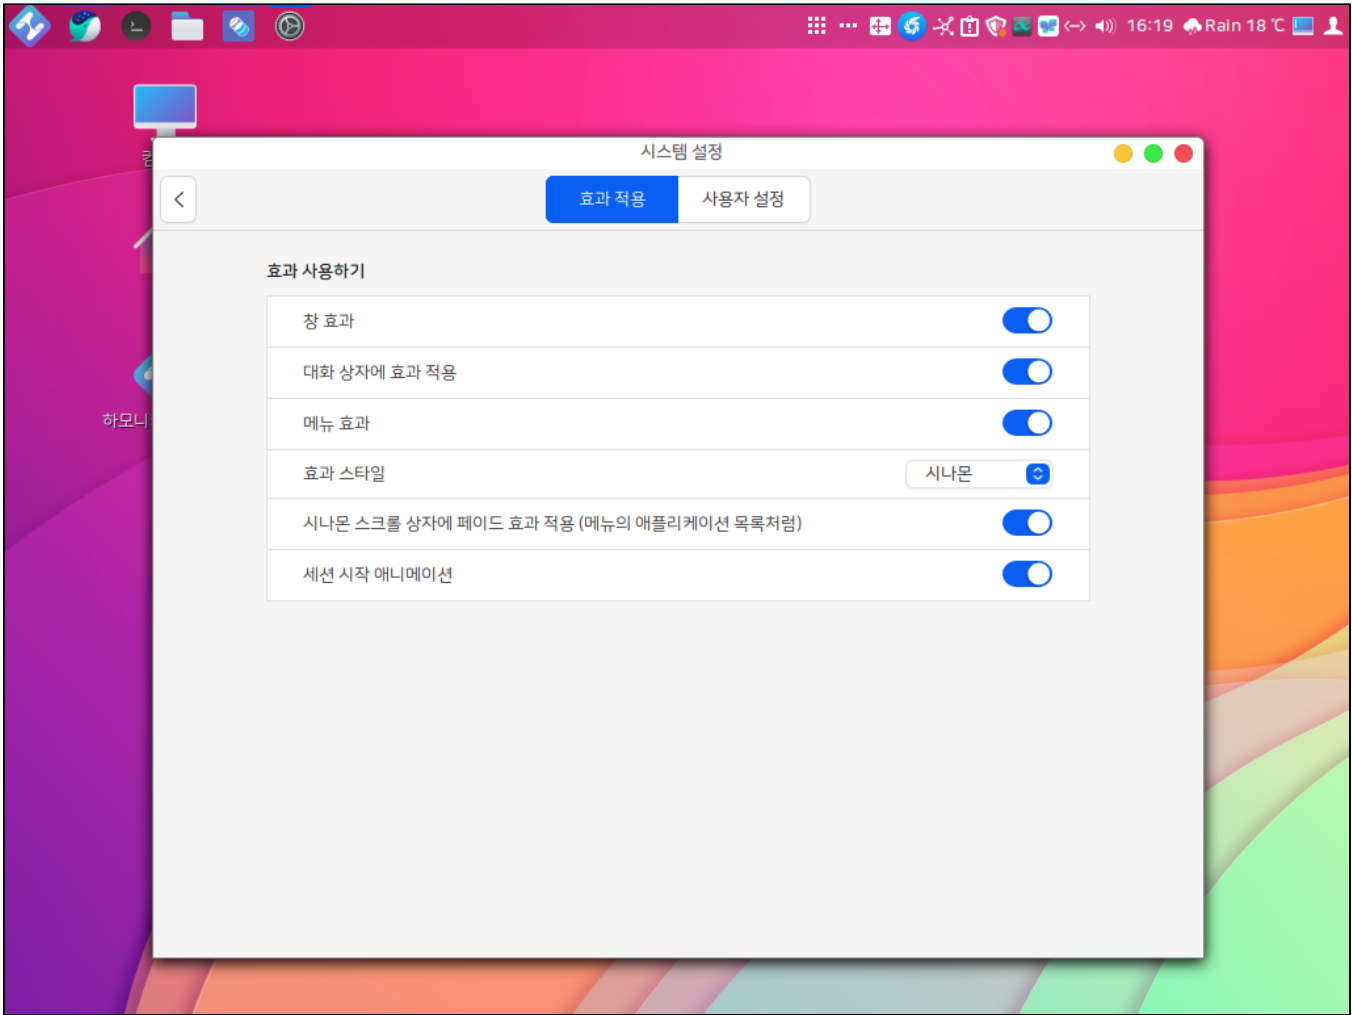 16:19 Rain 18 ℃
시스템 설정
효과 적용 사용자 설정
효과 사용하기
창 효과
대화 상자에 효과 적용
메뉴 효과
효과 스타일 시나몬
시나몬 스크롤 상자에 페이드 효과 적용 (메뉴의 애플리케이션 목록처럼)
세션 시작 애니메이션
하모니